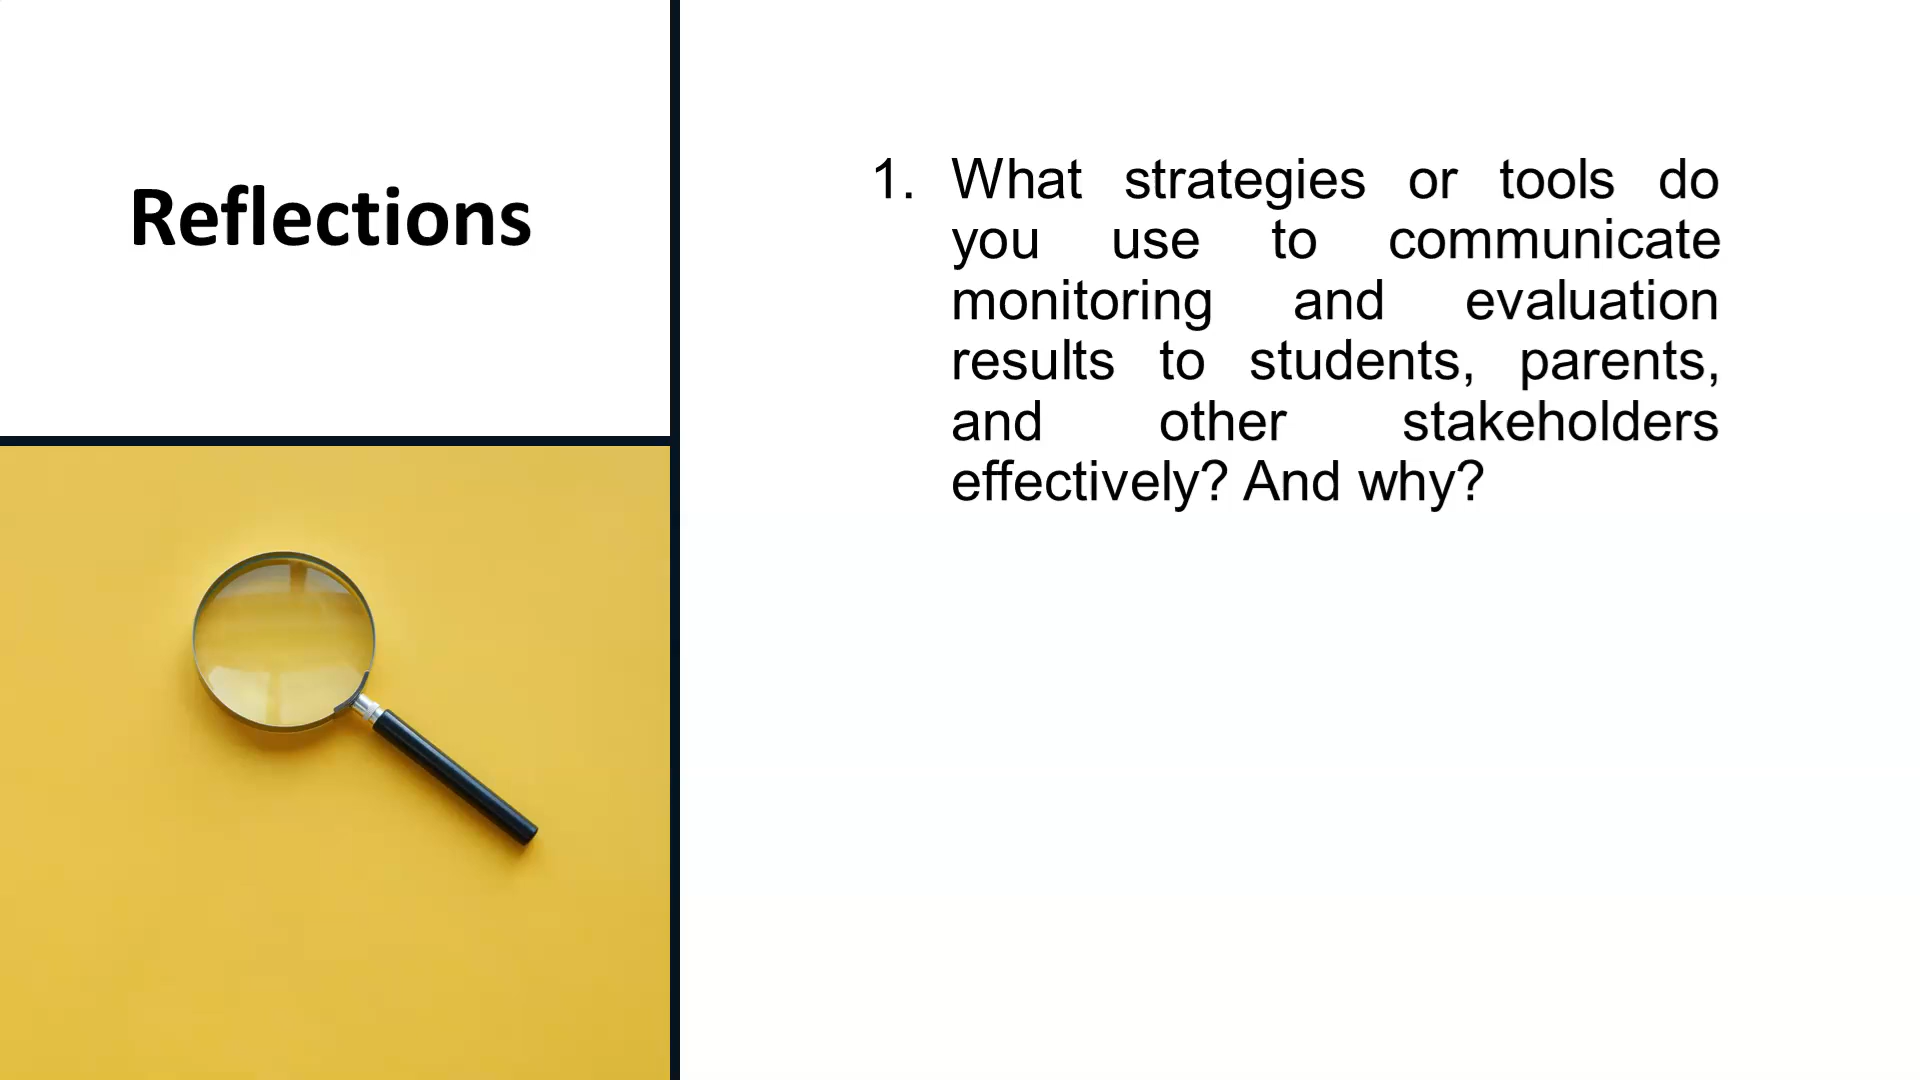 Reflections
1. What strategies or tools do
you use to communicate
monitoring and evaluation
results to students, parents,
and other stakeholders
effectively? And why?